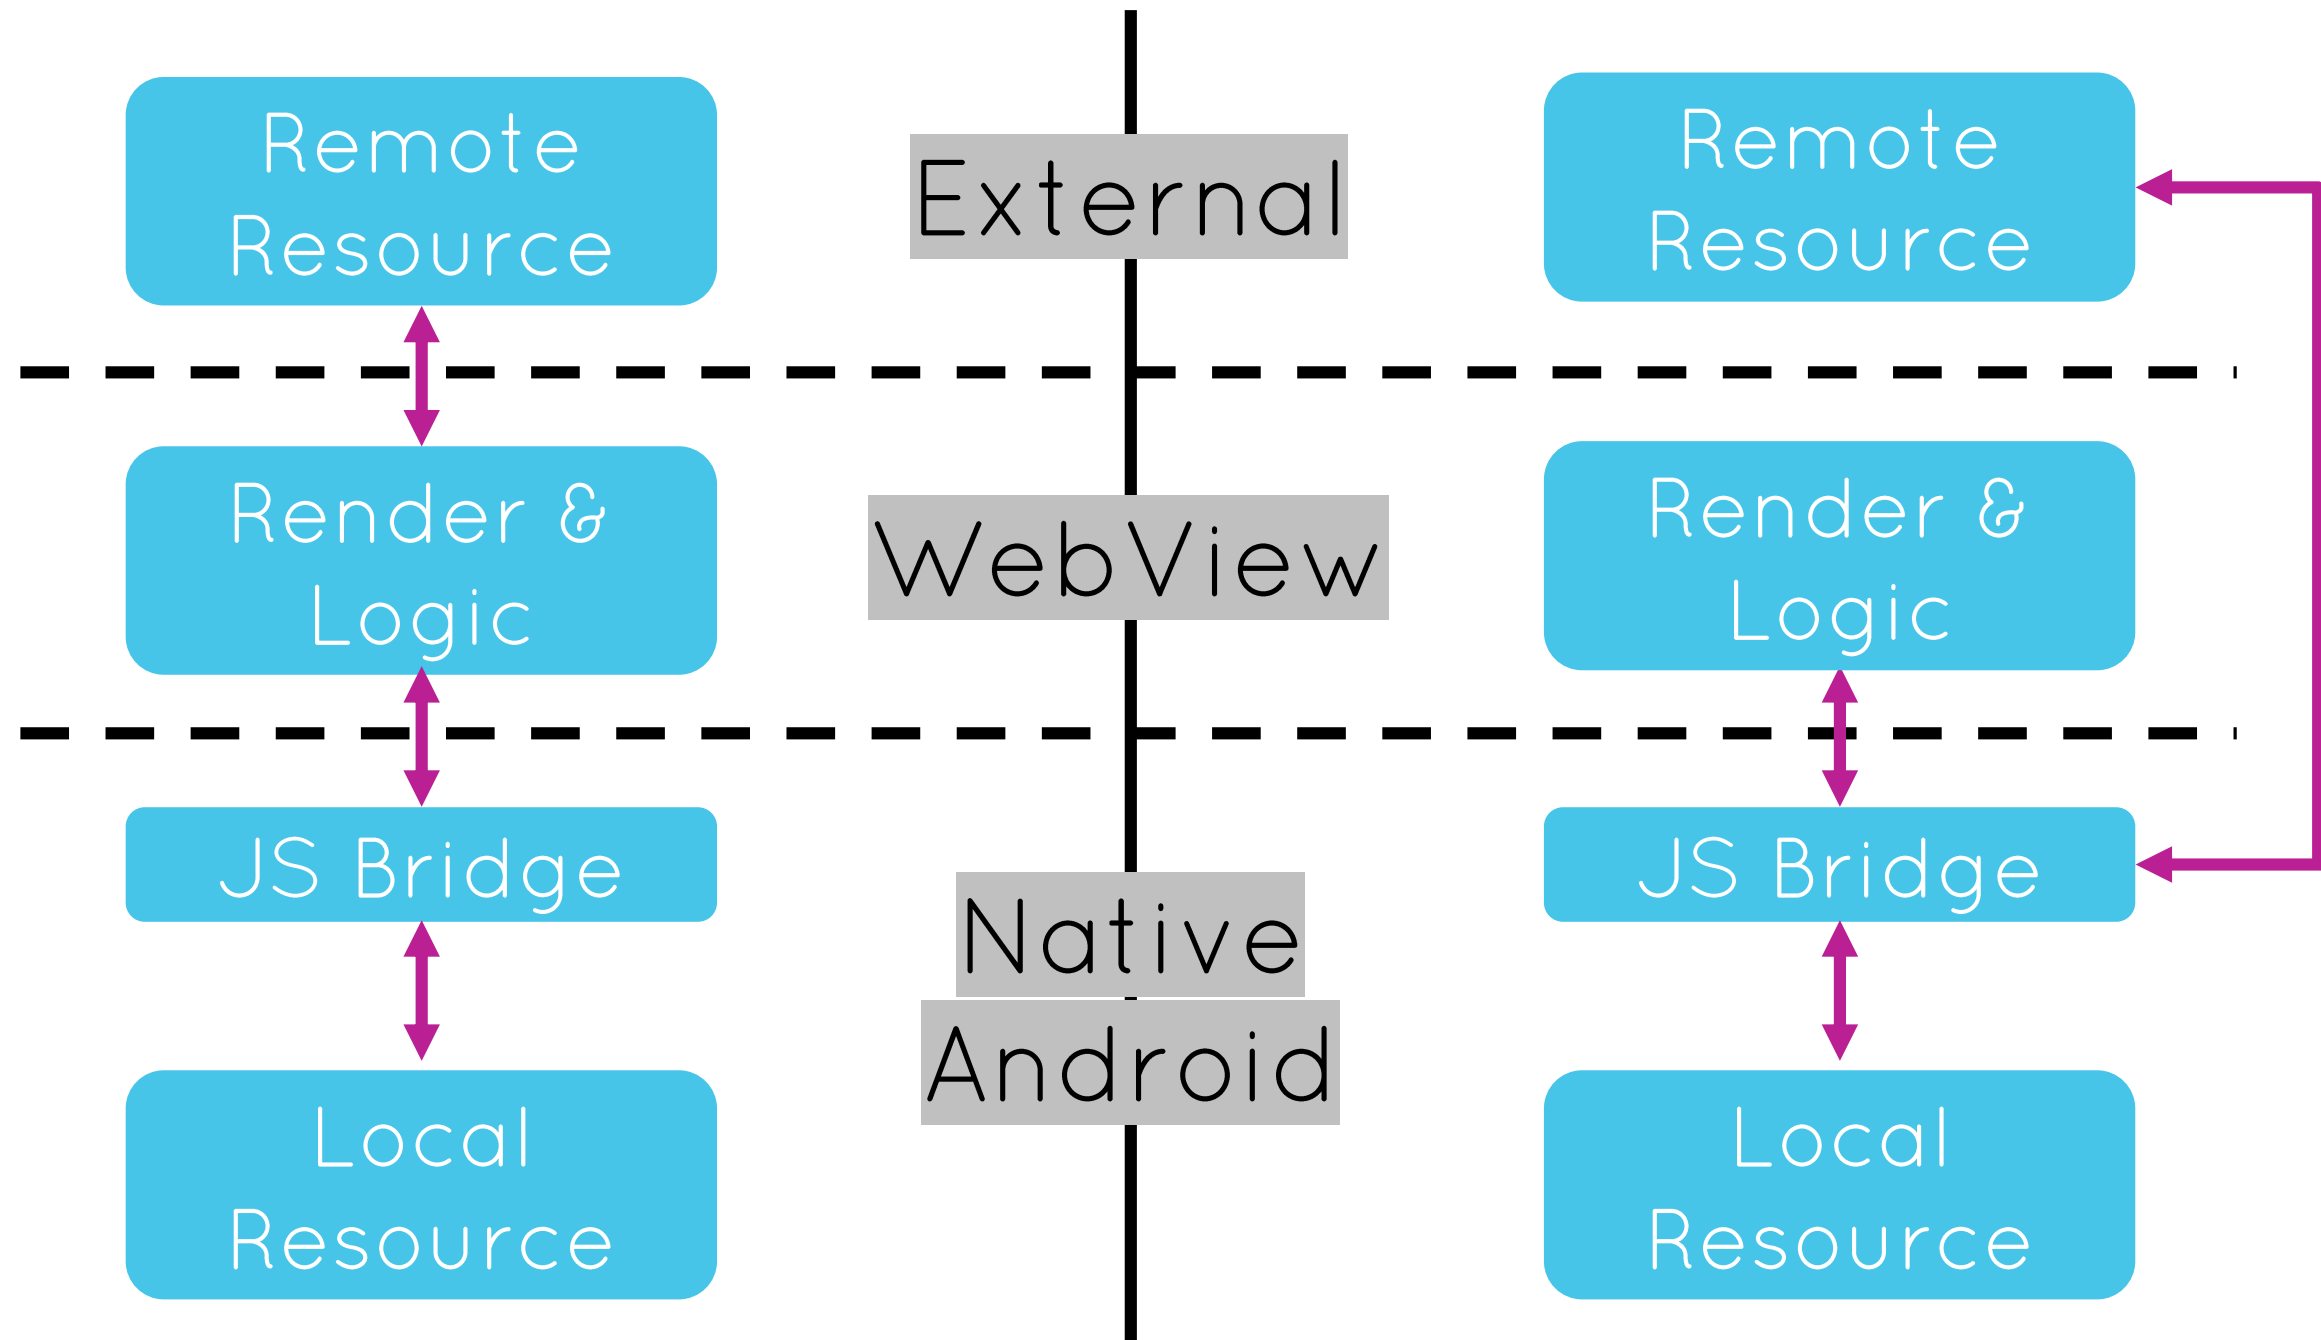 Remote
Resource
External
Remote
Resource
Render &
Logic
WebView
Render &
Logic
JS Bridge
Native
Android
JS Bridge
Local
Resource
Local
Resource